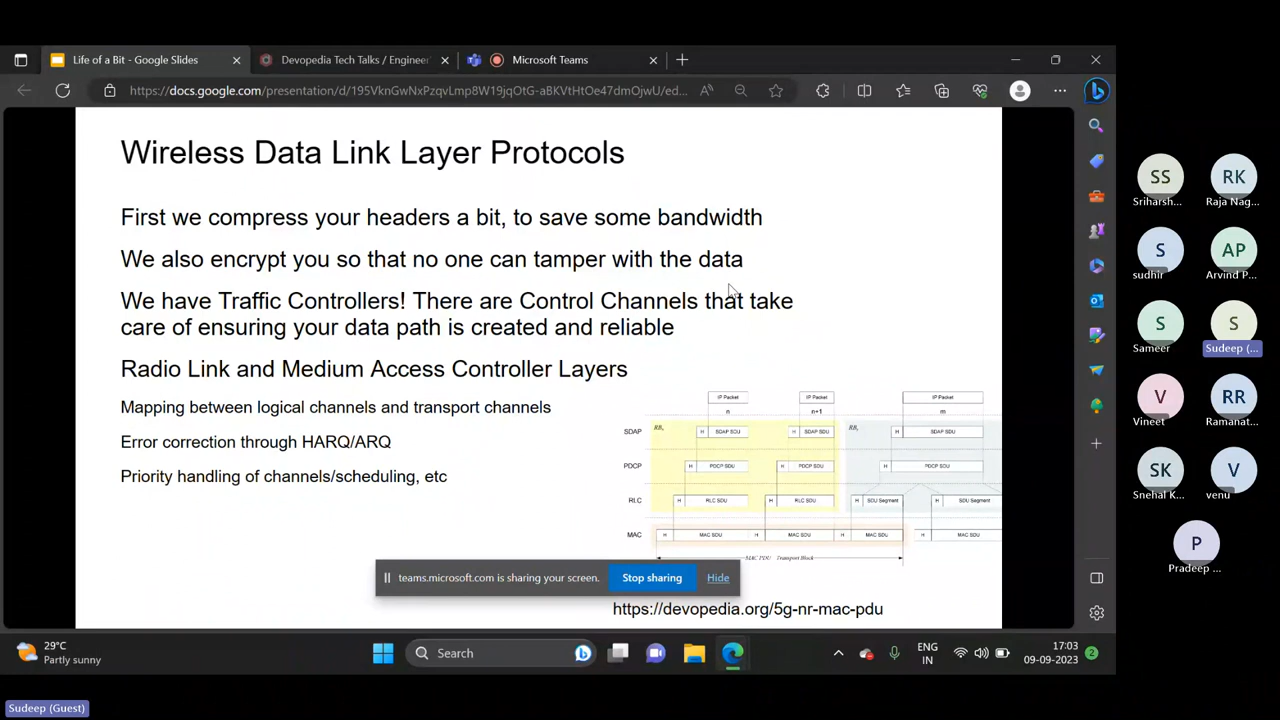 Life of a Bit - Google Slides
Devopedia Tech Talks / Engineer
Microsoft Teams
https://docs.google.com/presentation/d/195VknGwNxPzqvLmp8W19jqOtG-aBKVtHtOe47dmOjwU/ed...
Wireless Data Link Layer Protocols
First we compress your headers a bit, to save some bandwidth
We also encrypt you so that no one can tamper with the data
We have Traffic Controllers! There are Control Channels that take
care of ensuring your data path is created and reliable
Radio Link and Medium Access Controller Layers
Mapping between logical channels and transport channels
Error correction through HARQ/ARQ
Priority handling of channels/scheduling, etc
IP Packet IP Packet IP Packet
n n+1 m
SDAP RBx H SDAP SDU H SDAP SDU RBy H SDAP SDU
PDCP H PDCP SDU H PDCP SDU H PDCP SDU
RLC H RLC SDU H RLC SDU H SDU Segment H SDU Segment
MAC H MAC SDU H MAC SDU H MAC SDU H MAC SDU
MAC PDU Transport Block
teams.microsoft.com is sharing your screen.
Stop sharing
Hide
https://devopedia.org/5g-nr-mac-pdu
SS
Sriharsh...
RK
Raja Nag...
S
sudhir
AP
Arvind P...
S
Sameer
S
Sudeep (...
V
Vineet
RR
Ramanat...
SK
Snehal K...
V
venu
P
Pradeep ...
29°C
Partly sunny
Search
ENG
IN
17:03
09-09-2023
2
Sudeep (Guest)